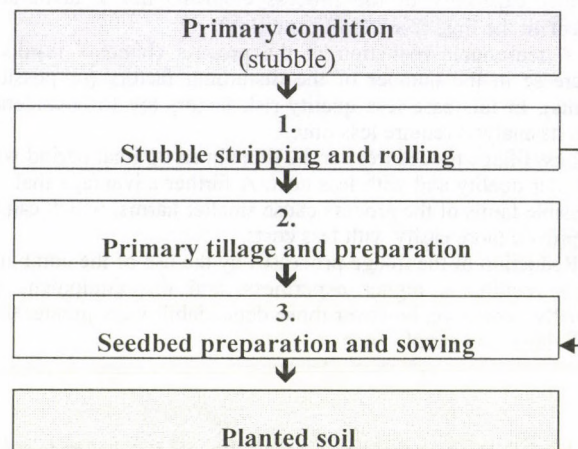 Primary condition
(stubble)
1.
Stubble stripping and rolling
2.
Primary tillage and preparation
3.
Seedbed preparation and sowing
Planted soil